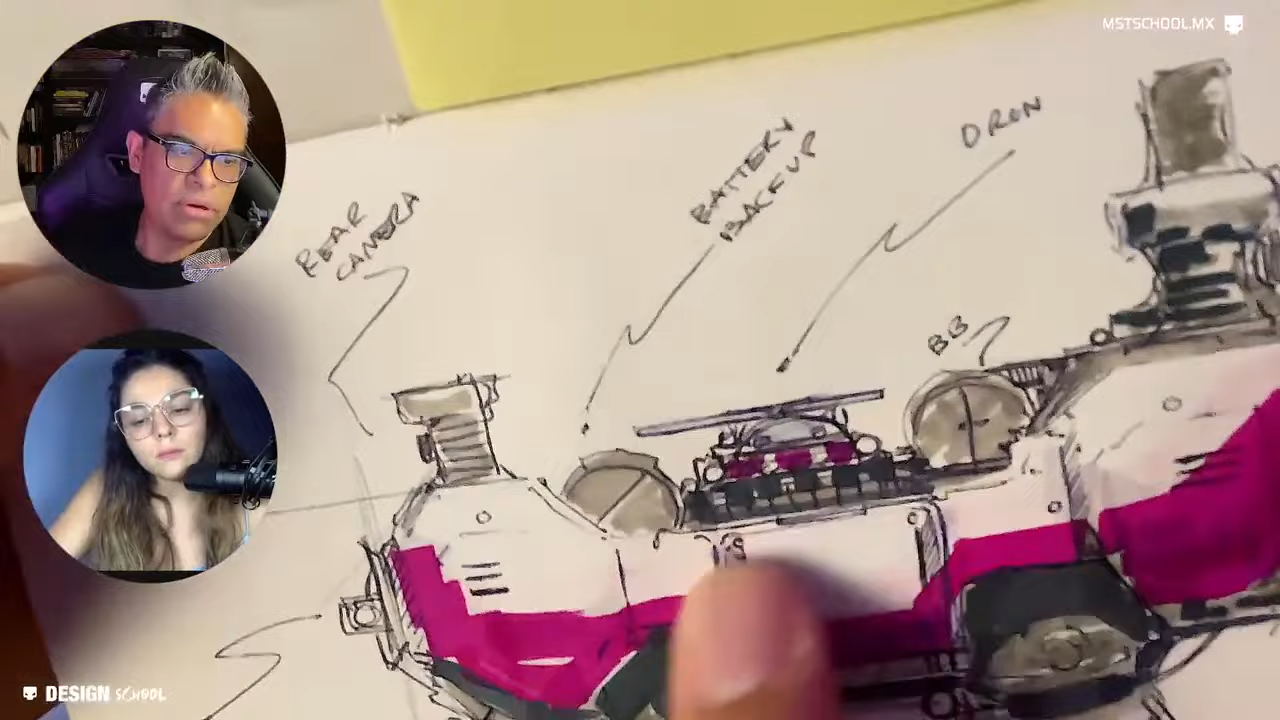 MSTSCHOOL.MX
REAR
CAMERA
BATTERY
BACKUP
DRON
BB
DESIGN SCHOOL